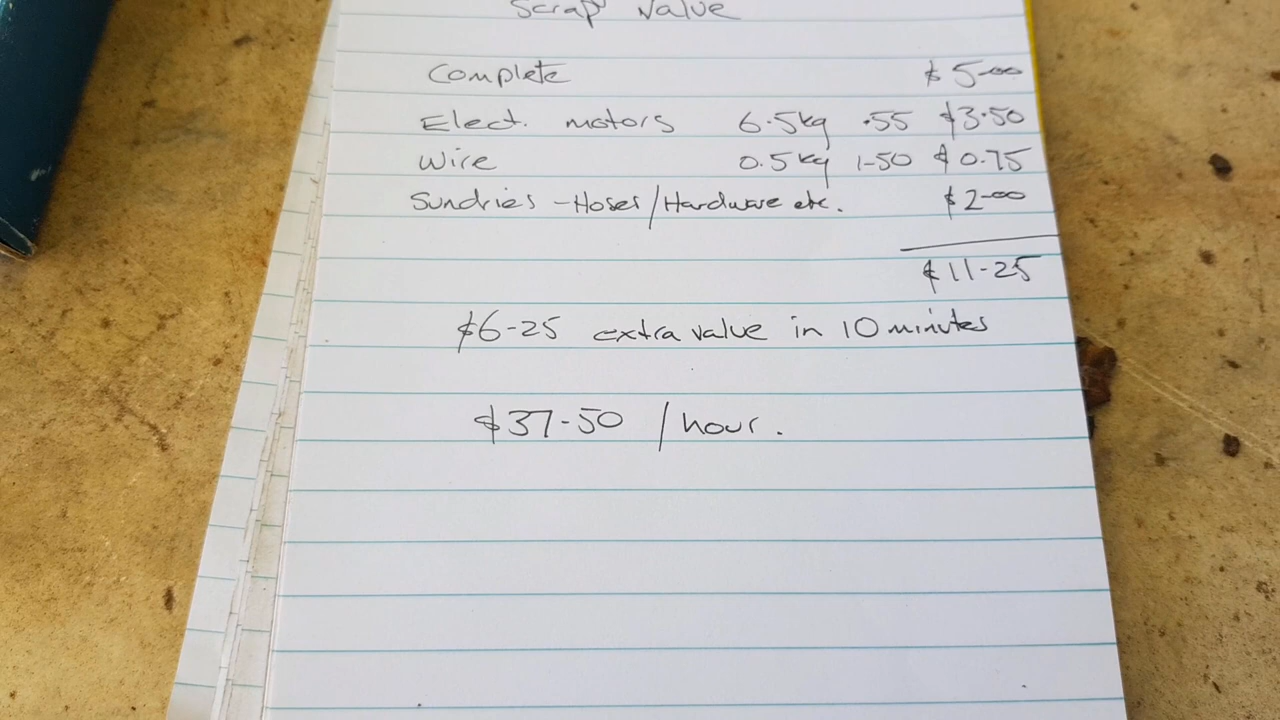 Scrap Value
Complete $ 5-00
Elect. motors 6.5kg .55 $3.50
Wire 0.5kg 1-50 $ 0.75
Sundries - Hoses/Hardware etc. $ 2-00
$ 11-25
$6-25 extra value in 10 minutes
$37-50 / hour.